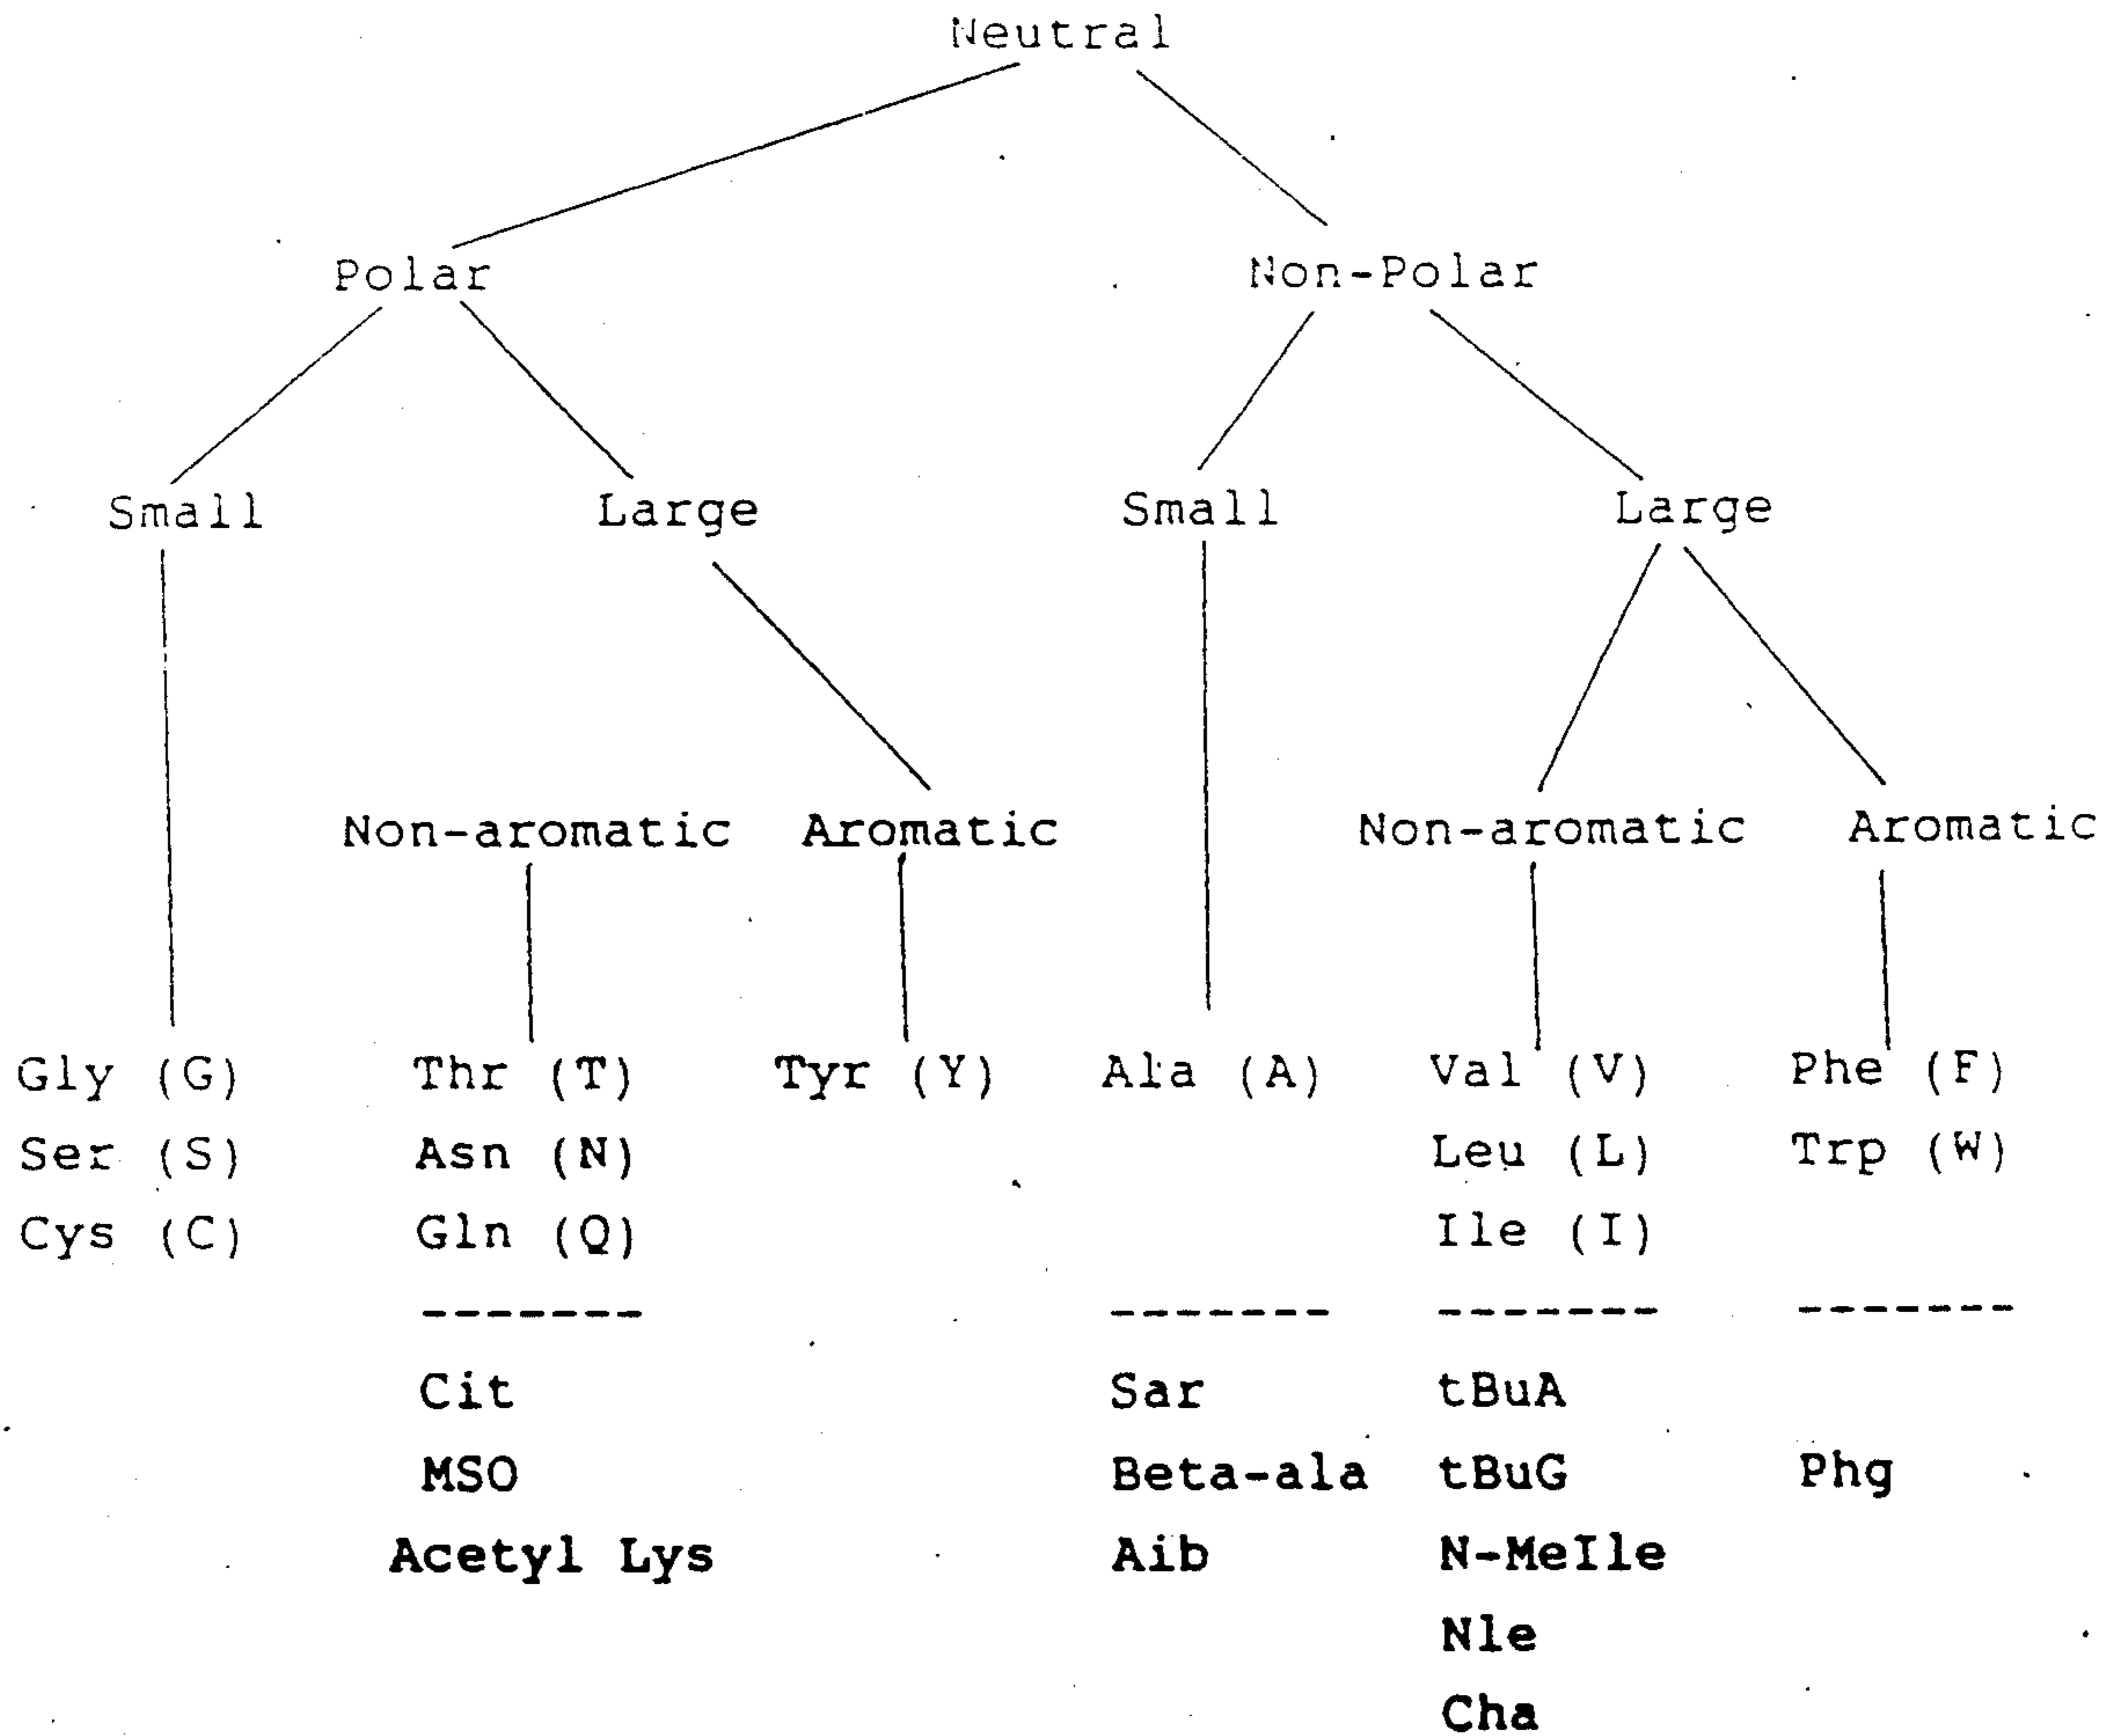 Neutral
Polar Non-Polar
Small Large Small Large
Non-aromatic Aromatic Non-aromatic Aromatic
Gly (G) Thr (T) Tyr (Y) Ala (A) Val (V) Phe (F)
Ser (S) Asn (N) Leu (L) Trp (W)
Cys (C) Gln (Q) Ile (I)
------- ------- ------- -------
Cit Sar tBuA
MSO Beta-ala tBuG Phg
Acetyl Lys Aib N-MeIle
Nle
Cha